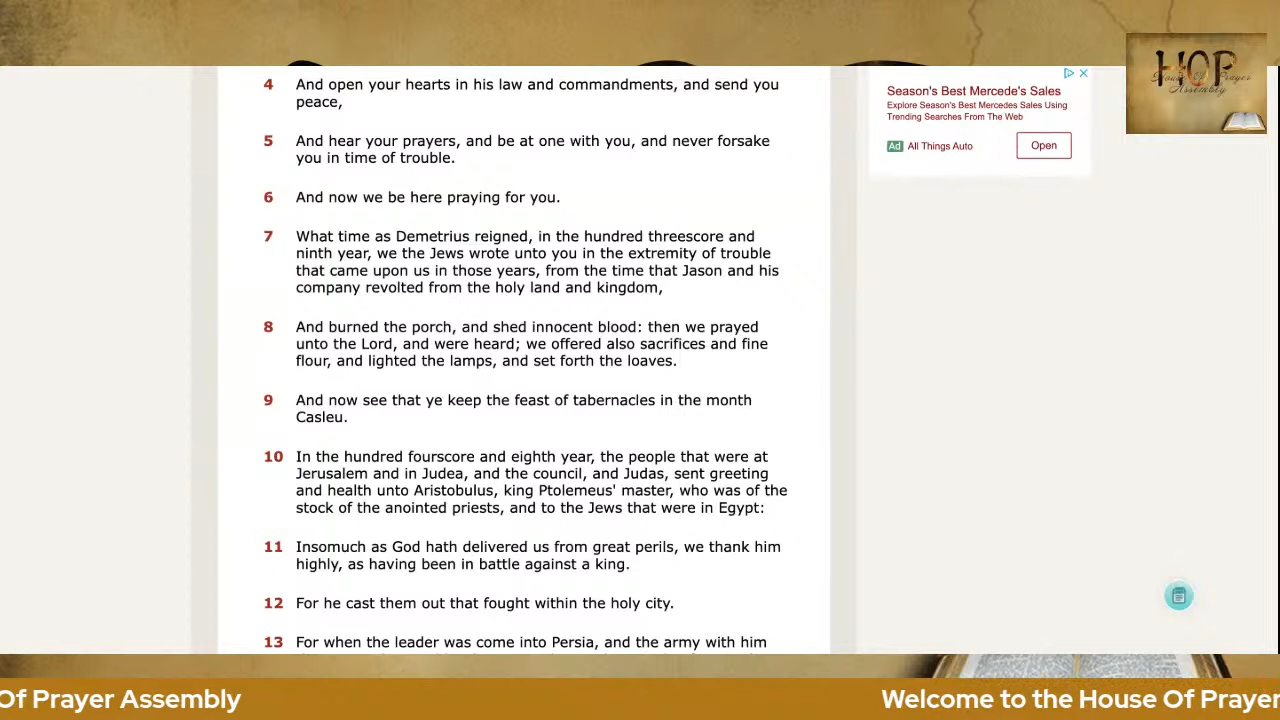 4 And open your hearts in his law and commandments, and send you
peace,
5 And hear your prayers, and be at one with you, and never forsake
you in time of trouble.
6 And now we be here praying for you.
7 What time as Demetrius reigned, in the hundred threescore and
ninth year, we the Jews wrote unto you in the extremity of trouble
that came upon us in those years, from the time that Jason and his
company revolted from the holy land and kingdom,
8 And burned the porch, and shed innocent blood: then we prayed
unto the Lord, and were heard; we offered also sacrifices and fine
flour, and lighted the lamps, and set forth the loaves.
9 And now see that ye keep the feast of tabernacles in the month
Casleu.
10 In the hundred fourscore and eighth year, the people that were at
Jerusalem and in Judea, and the council, and Judas, sent greeting
and health unto Aristobulus, king Ptolemeus' master, who was of the
stock of the anointed priests, and to the Jews that were in Egypt:
11 Insomuch as God hath delivered us from great perils, we thank him
highly, as having been in battle against a king.
12 For he cast them out that fought within the holy city.
13 For when the leader was come into Persia, and the army with him
Season's Best Mercede's Sales
Explore Season's Best Mercedes Sales Using
Trending Searches From The Web
Ad All Things Auto
Open
HOP
House Of Prayer
Assembly
Of Prayer Assembly
Welcome to the House Of Prayer